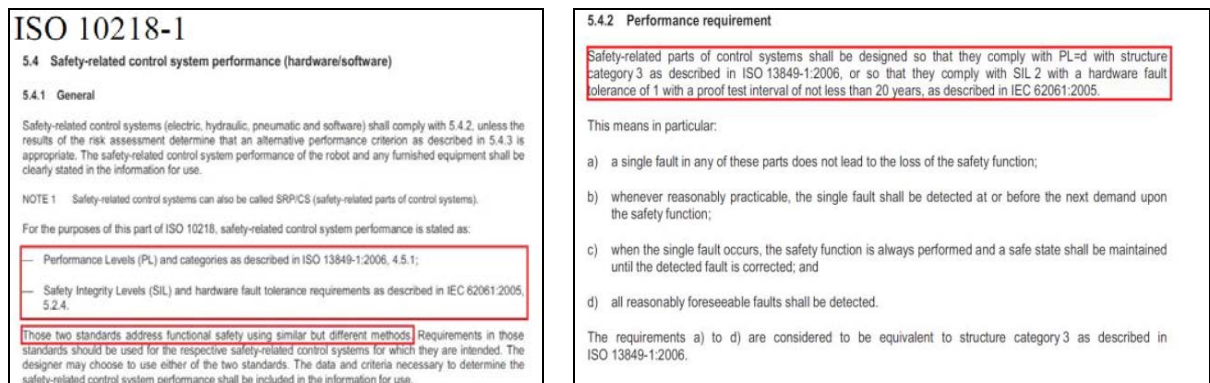 ISO 10218-1
5.4 Safety-related control system performance (hardware/software)
5.4.1 General
Safety-related control systems (electric, hydraulic, pneumatic and software) shall comply with 5.4.2, unless the
results of the risk assessment determine that an alternative performance criterion as described in 5.4.3 is
appropriate. The safety-related control system performance of the robot and any furnished equipment shall be
clearly stated in the information for use.
NOTE 1 Safety-related control systems can also be called SRP/CS (safety-related parts of control systems).
For the purposes of this part of ISO 10218, safety-related control system performance is stated as:
— Performance Levels (PL) and categories as described in ISO 13849-1:2006, 4.5.1;
— Safety Integrity Levels (SIL) and hardware fault tolerance requirements as described in IEC 62061:2005,
5.2.4.
Those two standards address functional safety using similar but different methods. Requirements in those
standards should be used for the respective safety-related control systems for which they are intended. The
designer may choose to use either of the two standards. The data and criteria necessary to determine the
safety-related control system performance shall be included in the information for use.
5.4.2 Performance requirement
Safety-related parts of control systems shall be designed so that they comply with PL=d with structure
category 3 as described in ISO 13849-1:2006, or so that they comply with SIL 2 with a hardware fault
tolerance of 1 with a proof test interval of not less than 20 years, as described in IEC 62061:2005.
This means in particular:
a) a single fault in any of these parts does not lead to the loss of the safety function;
b) whenever reasonably practicable, the single fault shall be detected at or before the next demand upon
the safety function;
c) when the single fault occurs, the safety function is always performed and a safe state shall be maintained
until the detected fault is corrected; and
d) all reasonably foreseeable faults shall be detected.
The requirements a) to d) are considered to be equivalent to structure category 3 as described in
ISO 13849-1:2006.